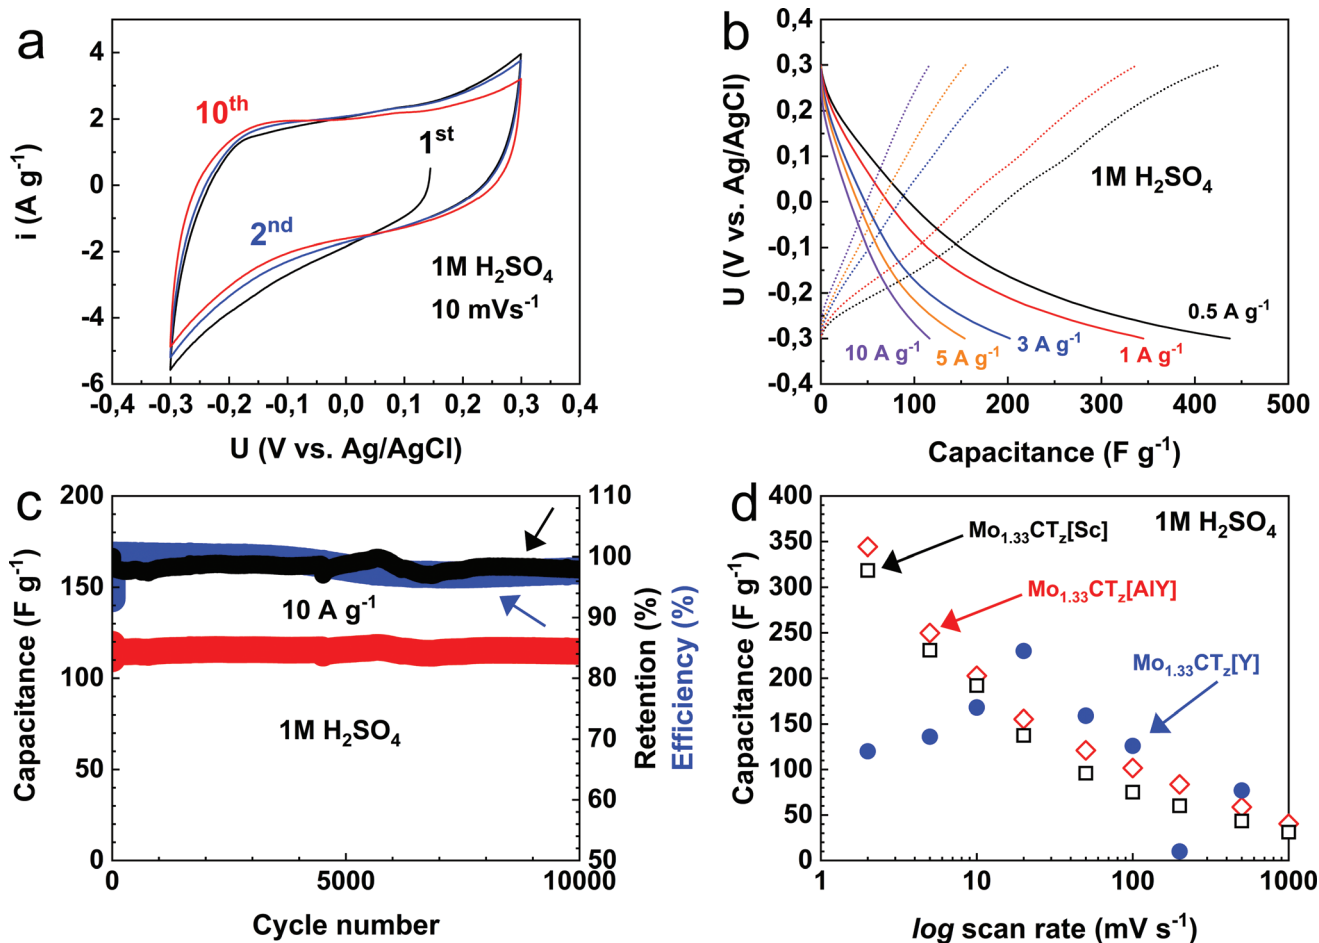 a
i (A g⁻¹)
4
2
0
-2
-4
-6
10ᵗʰ
1ˢᵗ
2ⁿᵈ
1M H₂SO₄
10 mVs⁻¹
-0,4 -0,3 -0,2 -0,1 0,0 0,1 0,2 0,3 0,4
U (V vs. Ag/AgCl)
b
U (V vs. Ag/AgCl)
0,4
0,3
0,2
0,1
0,0
-0,1
-0,2
-0,3
-0,4
1M H₂SO₄
0.5 A g⁻¹
10 A g⁻¹
5 A g⁻¹
3 A g⁻¹
1 A g⁻¹
0 100 200 300 400 500
Capacitance (F g⁻¹)
c
Capacitance (F g⁻¹)
200
150
100
50
0
10 A g⁻¹
1M H₂SO₄
110
100
90
80
70
60
50
Retention (%)
Efficiency (%)
0 5000 10000
Cycle number
d
Capacitance (F g⁻¹)
400
350
300
250
200
150
100
50
0
1M H₂SO₄
Mo₁.₃₃CT_z[Sc]
Mo₁.₃₃CT_z[AlY]
Mo₁.₃₃CT_z[Y]
1 10 100 1000
log scan rate (mV s⁻¹)